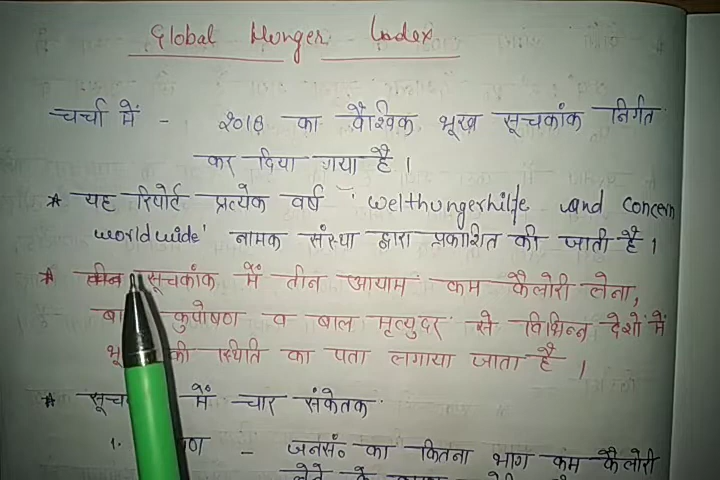 Global Hunger Index
चर्चा में - 2018 का वैश्विक भूख सूचकांक निर्गत
कर दिया गया है।
* यह रिपोर्ट प्रत्येक वर्ष 'welthungerhilfe and concern
worldwide' नामक संस्था द्वारा प्रकाशित की जाती है।
* सूचकांक में तीन आयाम कम कैलोरी लेना,
कुपोषण व बाल मृत्युदर से विभिन्न देशों में
की स्थिति का पता लगाया जाता है।
* में चार संकेतक
1. - जनसं० का कितना भाग कम कैलोरी